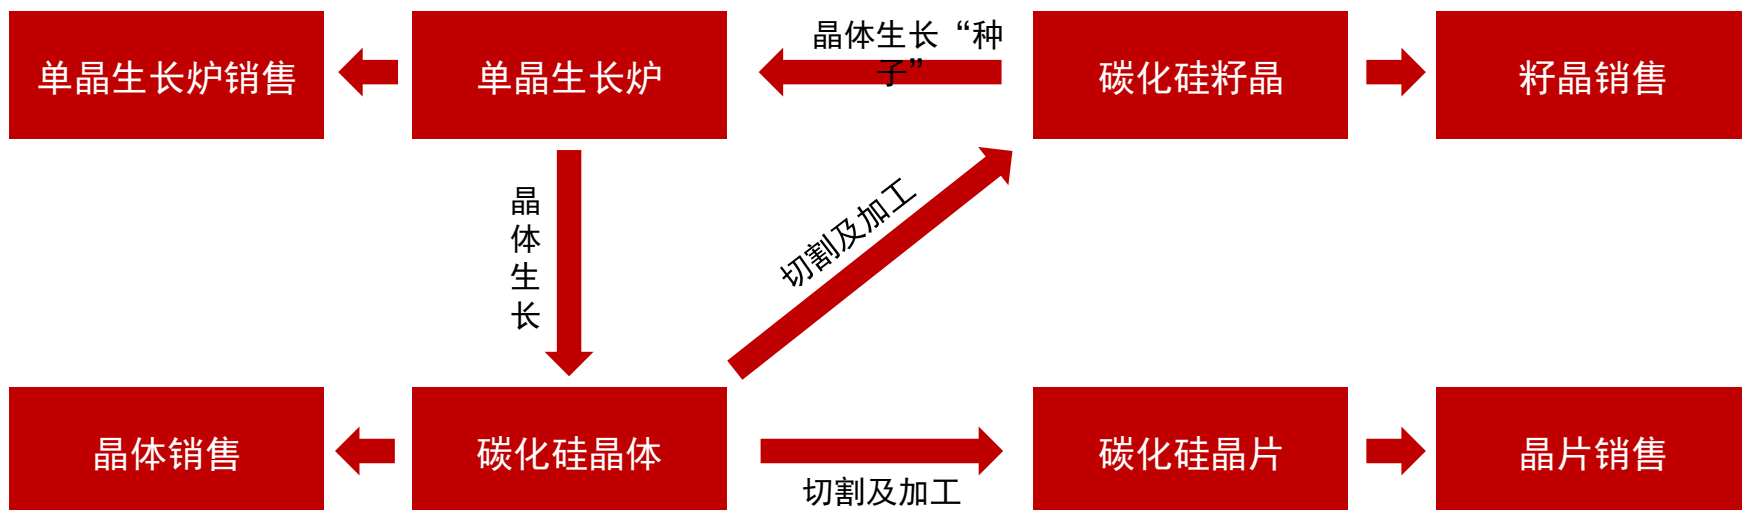 晶体生长“种
子”
单晶生长炉销售
单晶生长炉
碳化硅籽晶
籽晶销售
晶
体
生
长
切割及加工
晶体销售
碳化硅晶体
碳化硅晶片
晶片销售
切割及加工